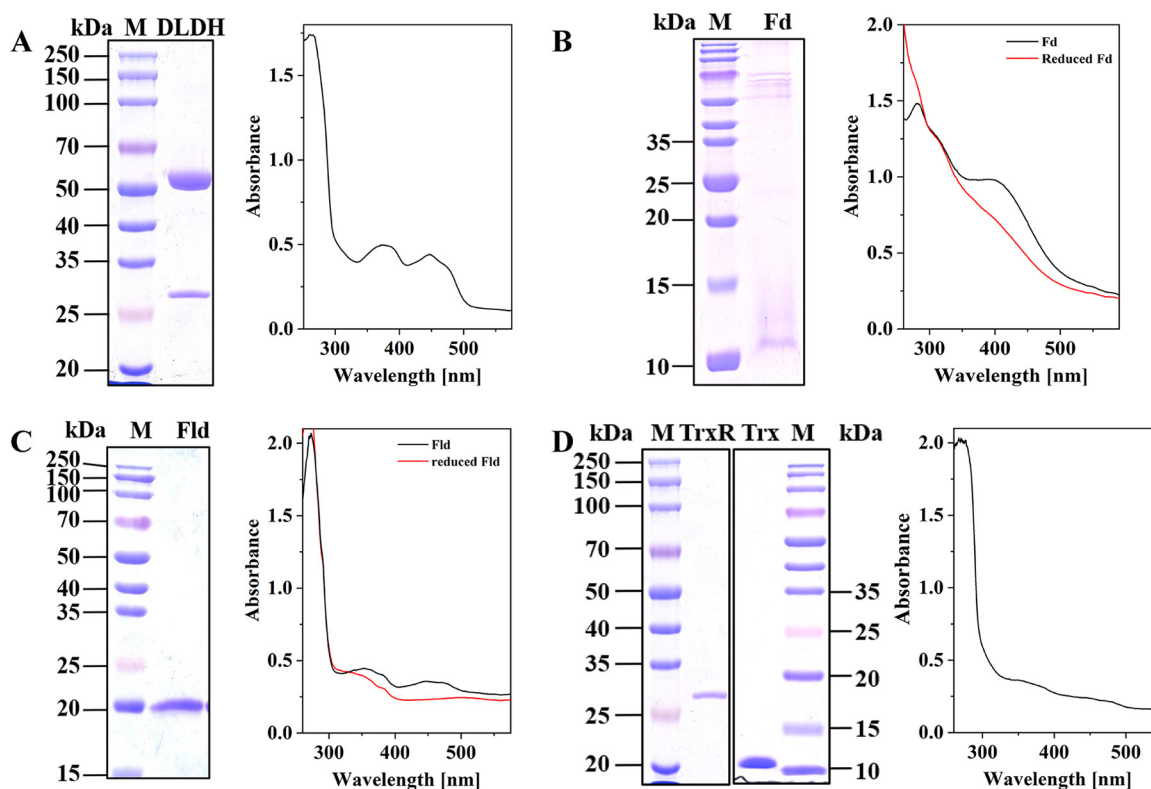 A
kDa M DLDH
250
150
100
70
50
40
35
25
20
Absorbance
1.5
1.0
0.5
0.0
300 400 500
Wavelength [nm]
B
kDa M Fd
35
25
20
15
10
Absorbance
2.0
1.5
1.0
0.5
0.0
Fd
Reduced Fd
300 400 500
Wavelength [nm]
C
kDa M Fld
250
150
100
70
50
40
35
25
20
15
Absorbance
2.0
1.5
1.0
0.5
0.0
Fld
reduced Fld
300 400 500
Wavelength [nm]
D
kDa M TrxR Trx M kDa
250
150
100
70
50
40
35
25
20
35
25
20
15
10
Absorbance
2.0
1.5
1.0
0.5
0.0
300 400 500
Wavelength [nm]